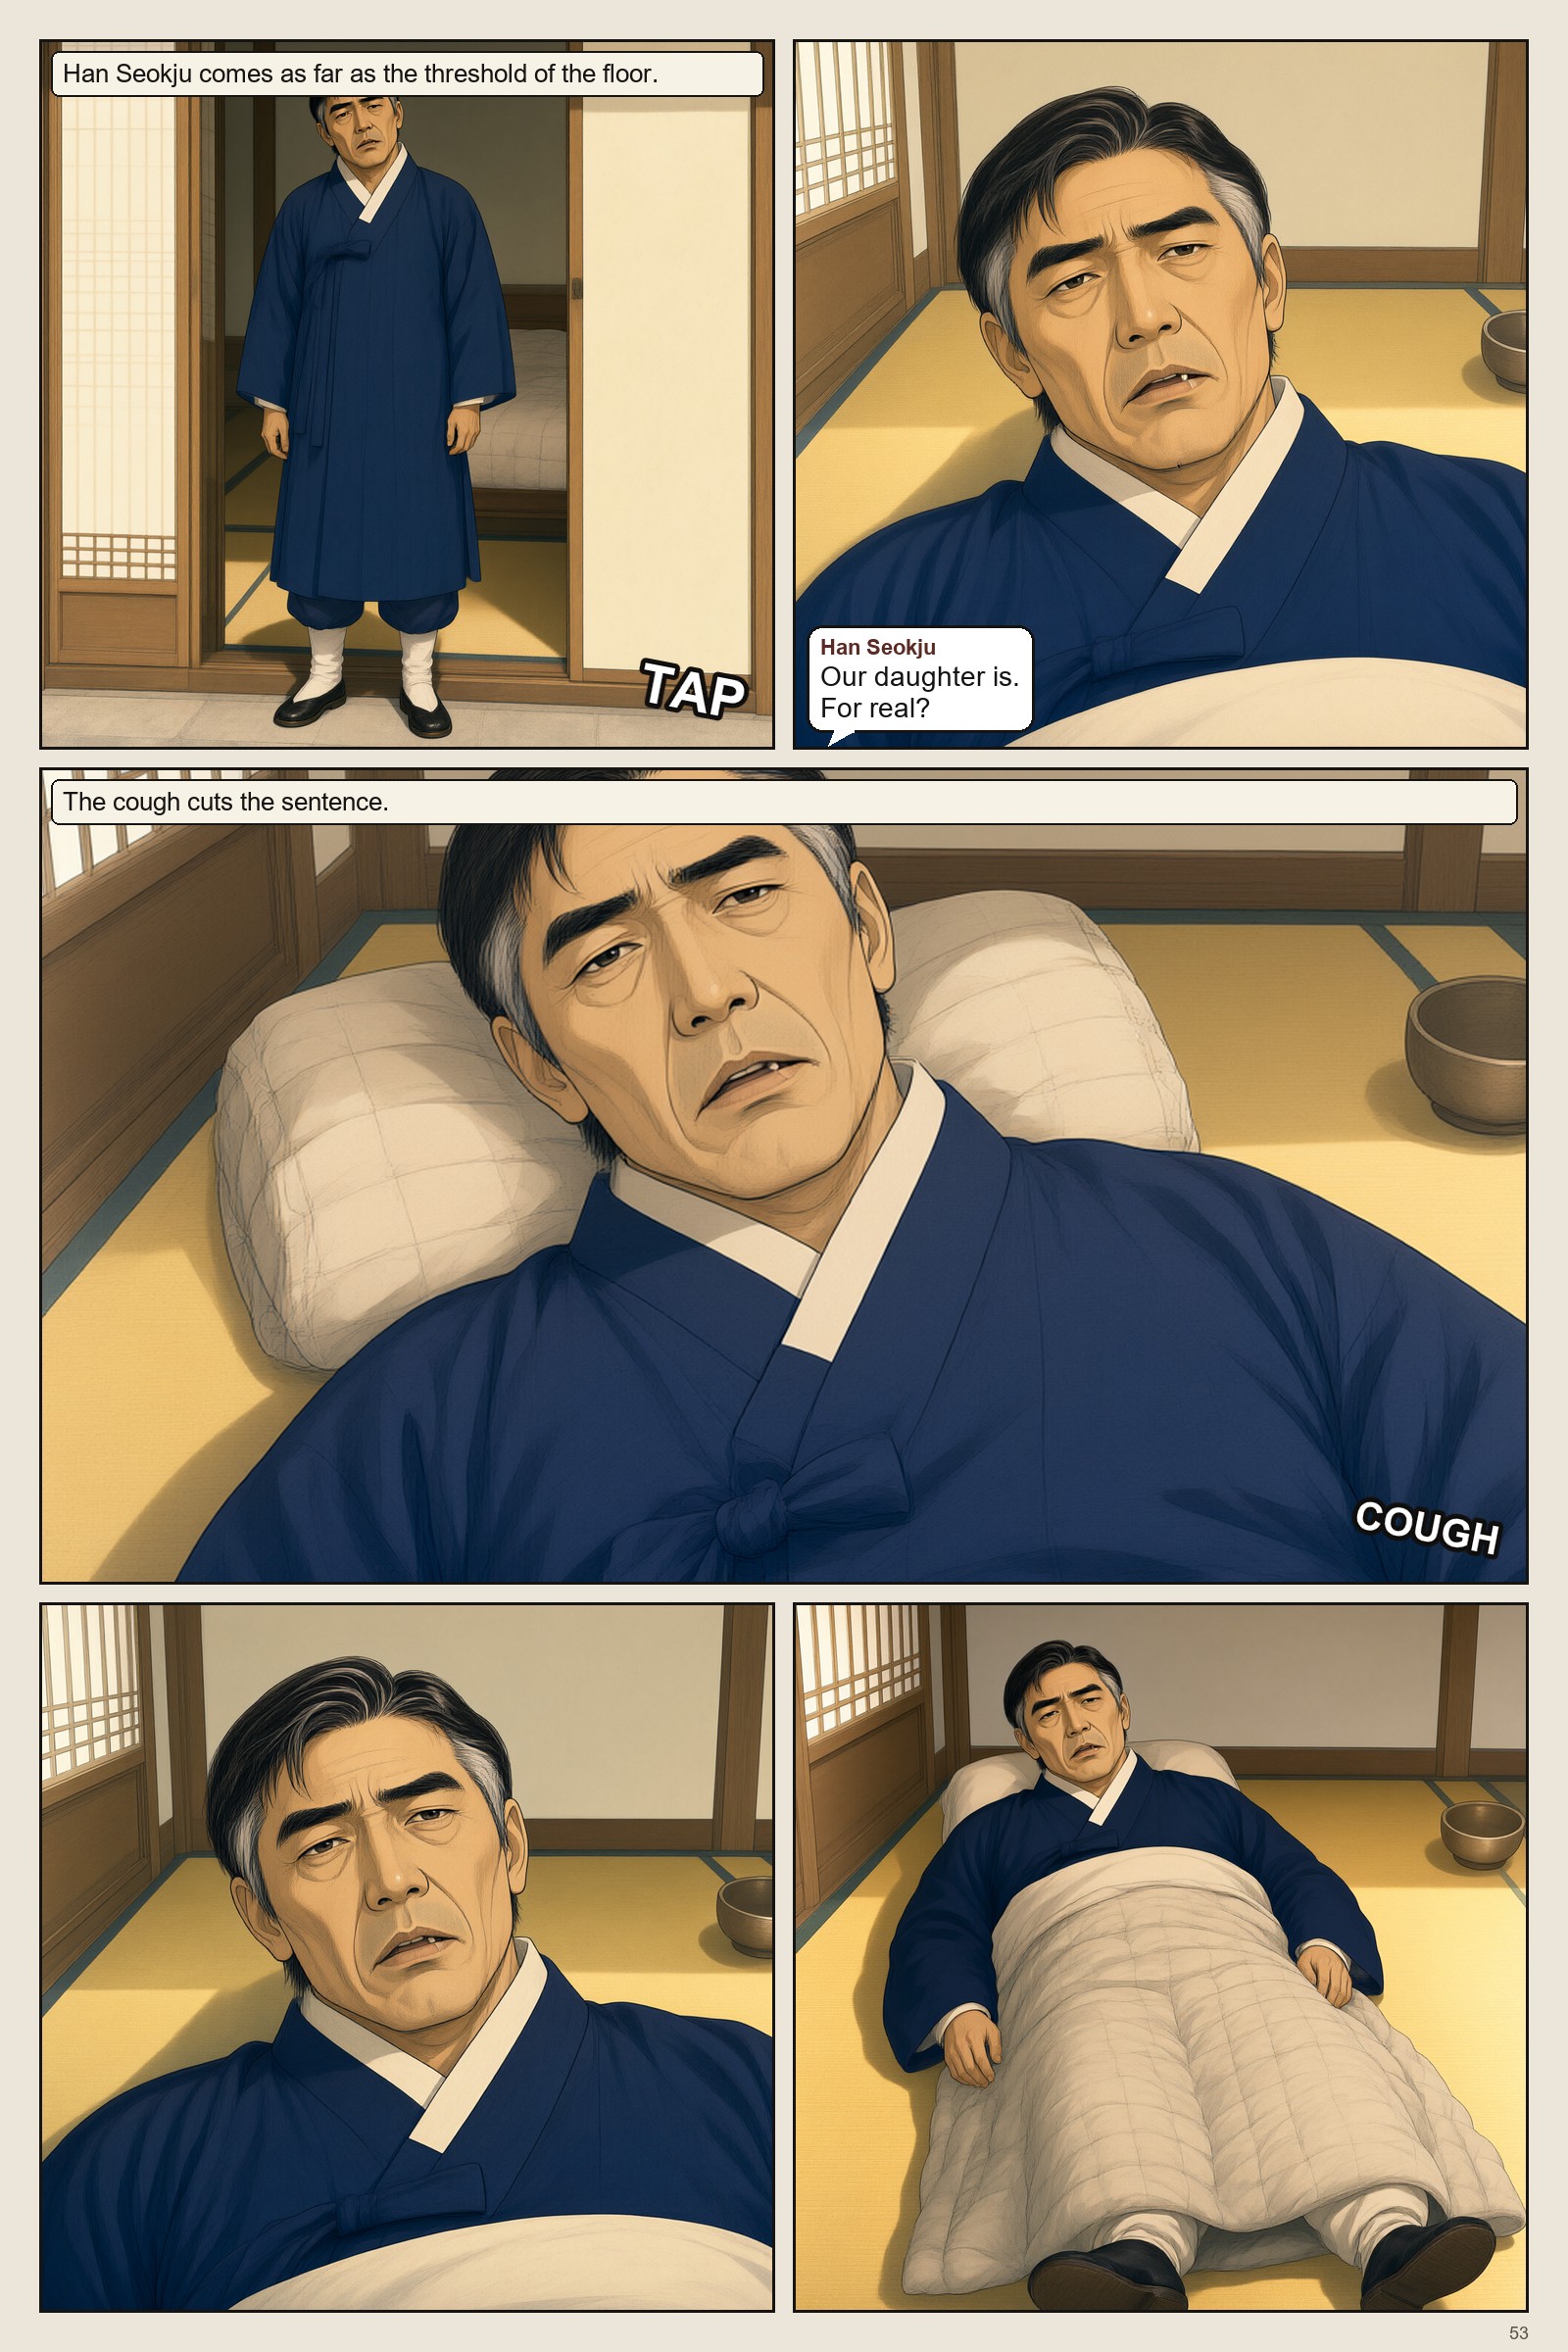 Han Seokju comes as far as the threshold of the floor.
TAP
Han Seokju
Our daughter is.
For real?
The cough cuts the sentence.
COUGH
53